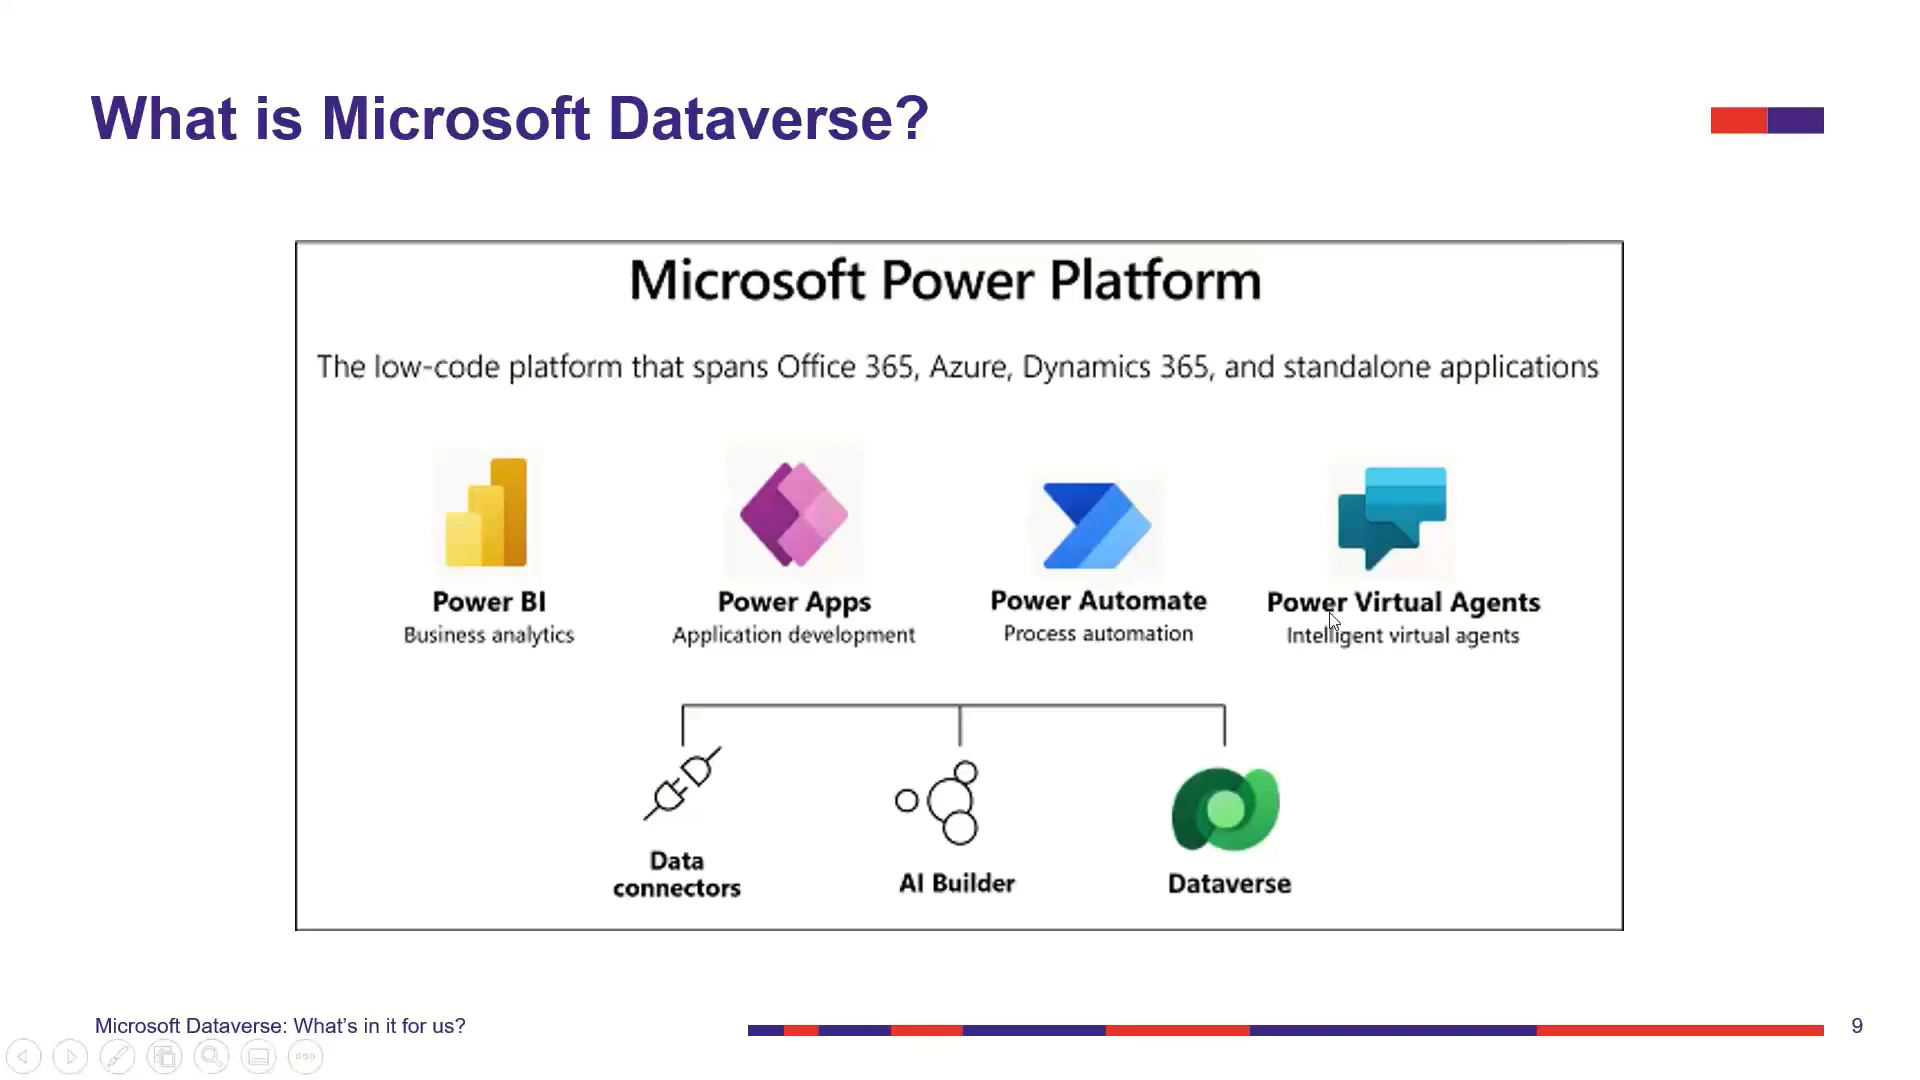 What is Microsoft Dataverse?
Microsoft Power Platform
The low-code platform that spans Office 365, Azure, Dynamics 365, and standalone applications
Power BI
Business analytics
Power Apps
Application development
Power Automate
Process automation
Power Virtual Agents
Intelligent virtual agents
Data
connectors
AI Builder
Dataverse
Microsoft Dataverse: What's in it for us?
9